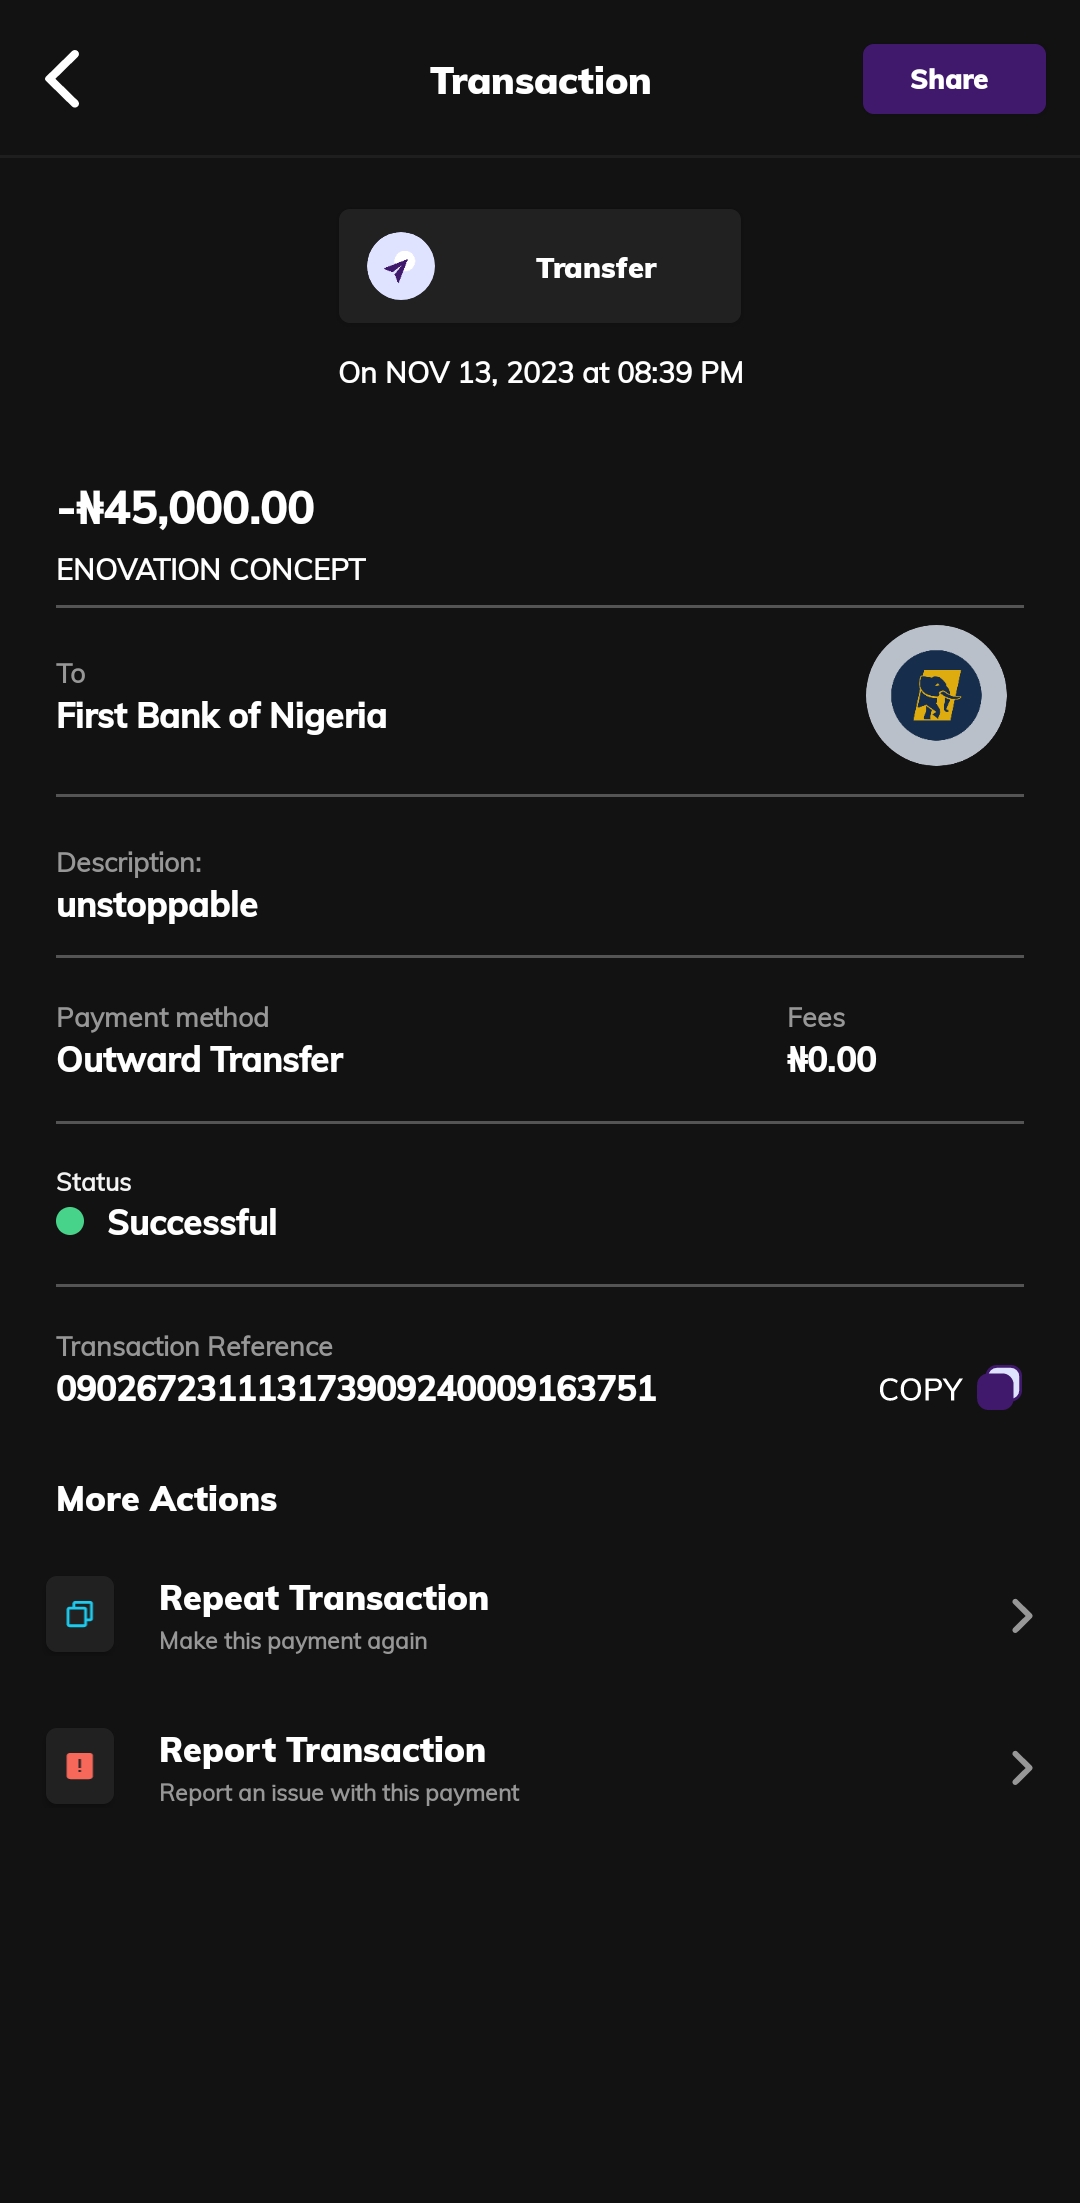 Transaction
Share
Transfer
On NOV 13, 2023 at 08:39 PM
-₦45,000.00
ENOVATION CONCEPT
To
First Bank of Nigeria
Description:
unstoppable
Payment method
Fees
Outward Transfer
₦0.00
Status
Successful
Transaction Reference
090267231113173909240009163751
COPY
More Actions
Repeat Transaction
Make this payment again
Report Transaction
Report an issue with this payment